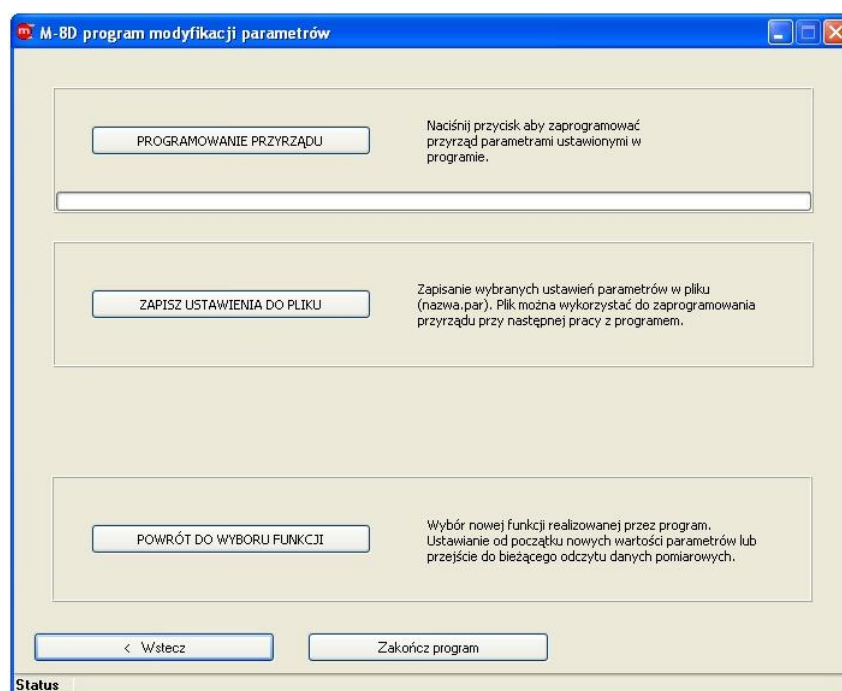 M-8D program modyfikacji parametrów
PROGRAMOWANIE PRZYRZĄDU
Naciśnij przycisk aby zaprogramować
przyrząd parametrami ustawionymi w
programie.
ZAPISZ USTAWIENIA DO PLIKU
Zapisanie wybranych ustawień parametrów w pliku
(nazwa.par). Plik można wykorzystać do zaprogramowania
przyrządu przy następnej pracy z programem.
POWRÓT DO WYBORU FUNKCJI
Wybór nowej funkcji realizowanej przez program.
Ustawianie od początku nowych wartości parametrów lub
przejście do bieżącego odczytu danych pomiarowych.
< Wstecz
Zakończ program
Status